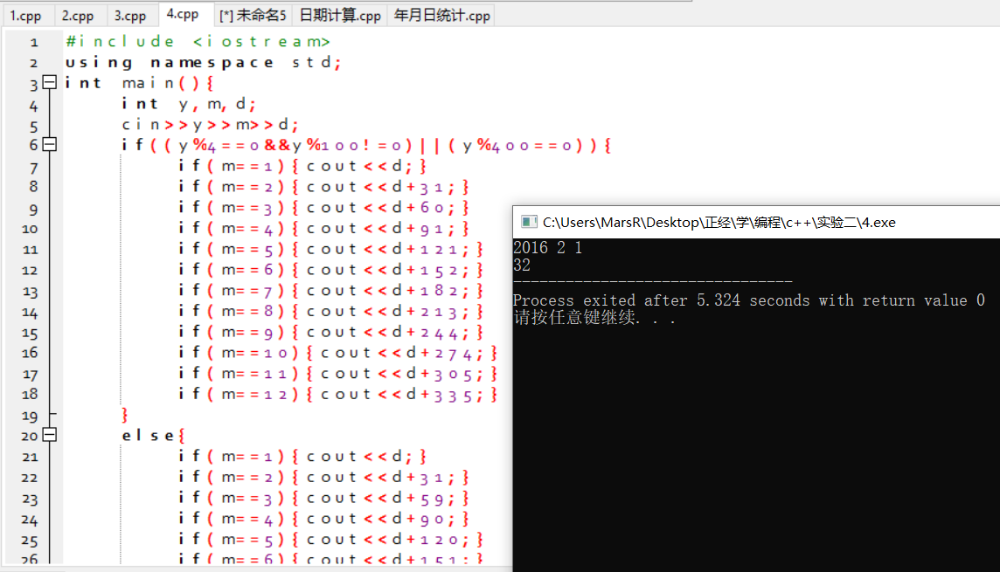 1.cpp 2.cpp 3.cpp 4.cpp [*] 未命名5 日期计算.cpp 年月日统计.cpp
1 #include <iostream>
2 using namespace std;
3 int main(){
4 int y,m,d;
5 cin>>y>>m>>d;
6 if((y%4==0&&y%100!=0)||(y%400==0)){
7 if(m==1){cout<<d;}
8 if(m==2){cout<<d+31;}
9 if(m==3){cout<<d+60;}
10 if(m==4){cout<<d+91;}
11 if(m==5){cout<<d+121;}
12 if(m==6){cout<<d+152;}
13 if(m==7){cout<<d+182;}
14 if(m==8){cout<<d+213;}
15 if(m==9){cout<<d+244;}
16 if(m==10){cout<<d+274;}
17 if(m==11){cout<<d+305;}
18 if(m==12){cout<<d+335;}
19 }
20 else{
21 if(m==1){cout<<d;}
22 if(m==2){cout<<d+31;}
23 if(m==3){cout<<d+59;}
24 if(m==4){cout<<d+90;}
25 if(m==5){cout<<d+120;}
26 if(m==6){cout<<d+151;}
C:\Users\MarsR\Desktop\正经\学\编程\c++\实验二\4.exe
2016 2 1
32
--------------------------------
Process exited after 5.324 seconds with return value 0
请按任意键继续. . .